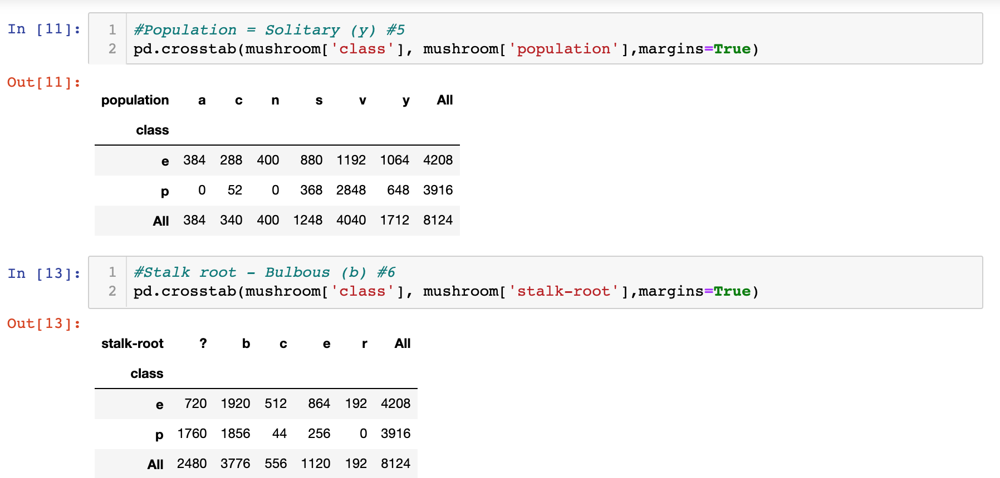 In [11]:
1 #Population = Solitary (y) #5
2 pd.crosstab(mushroom['class'], mushroom['population'],margins=True)
Out[11]:
population a c n s v y All
class
e 384 288 400 880 1192 1064 4208
p 0 52 0 368 2848 648 3916
All 384 340 400 1248 4040 1712 8124
In [13]:
1 #Stalk root - Bulbous (b) #6
2 pd.crosstab(mushroom['class'], mushroom['stalk-root'],margins=True)
Out[13]:
stalk-root ? b c e r All
class
e 720 1920 512 864 192 4208
p 1760 1856 44 256 0 3916
All 2480 3776 556 1120 192 8124